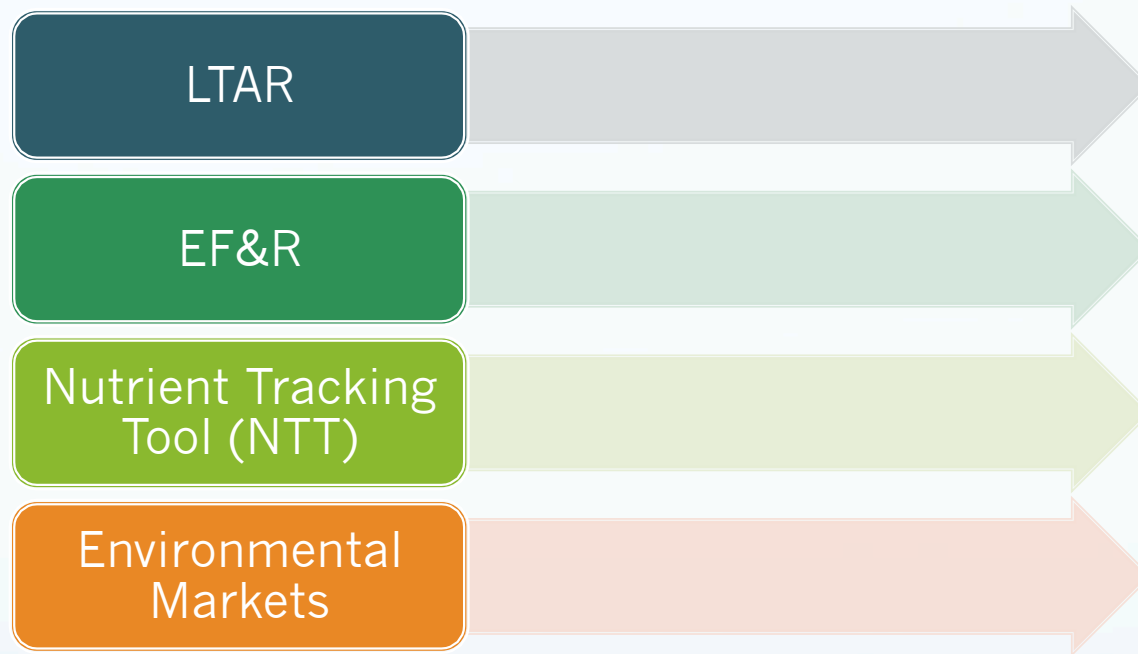 LTAR
EF&R
Nutrient Tracking
Tool (NTT)
Environmental
Markets